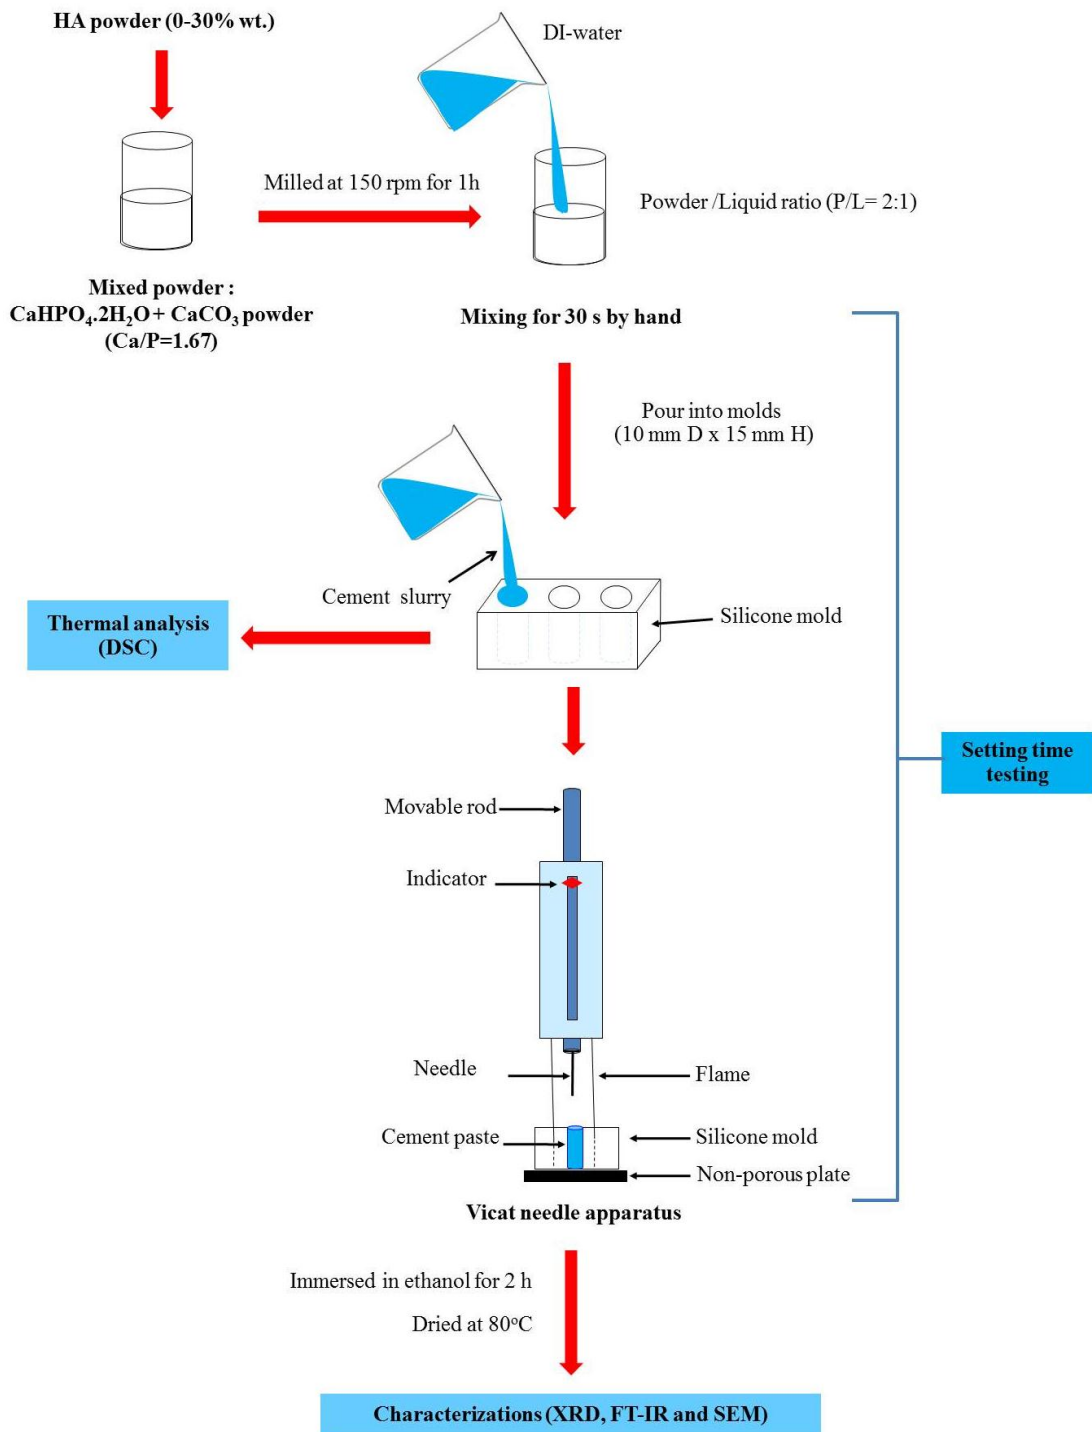 HA powder (0-30% wt.)
DI-water
Milled at 150 rpm for 1h
Powder /Liquid ratio (P/L= 2:1)
Mixed powder :
CaHPO₄.2H₂O + CaCO₃ powder
(Ca/P=1.67)
Mixing for 30 s by hand
Pour into molds
(10 mm D x 15 mm H)
Cement slurry
Silicone mold
Thermal analysis
(DSC)
Setting time
testing
Movable rod
Indicator
Needle
Flame
Cement paste
Silicone mold
Non-porous plate
Vicat needle apparatus
Immersed in ethanol for 2 h
Dried at 80°C
Characterizations (XRD, FT-IR and SEM)